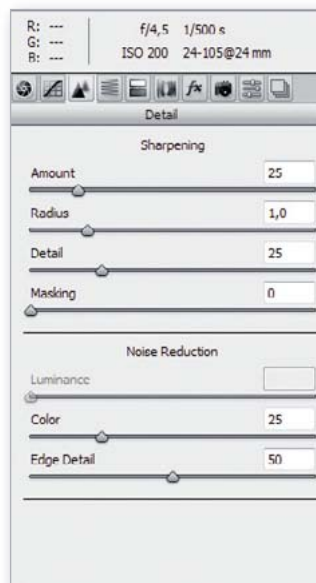 R: ---
G: ---
B: ---
f/4,5 1/500 s
ISO 200 24-105@24 mm
fx
Detail
Sharpening
Amount 25
Radius 1,0
Detail 25
Masking 0
Noise Reduction
Luminance
Color 25
Edge Detail 50